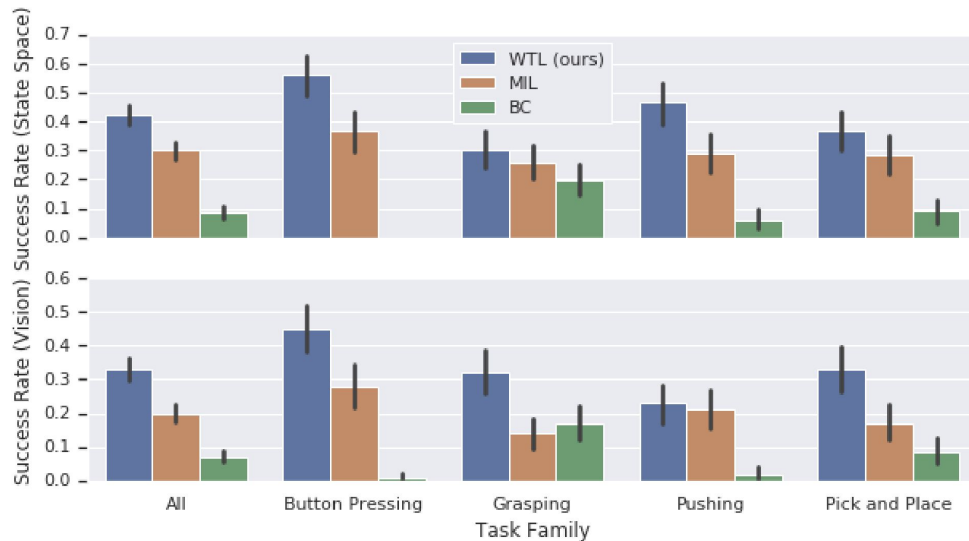 Success Rate (State Space)
0.7
0.6
0.5
0.4
0.3
0.2
0.1
0.0
WTL (ours)
MIL
BC
Success Rate (Vision)
0.6
0.5
0.4
0.3
0.2
0.1
0.0
All
Button Pressing
Grasping
Pushing
Pick and Place
Task Family